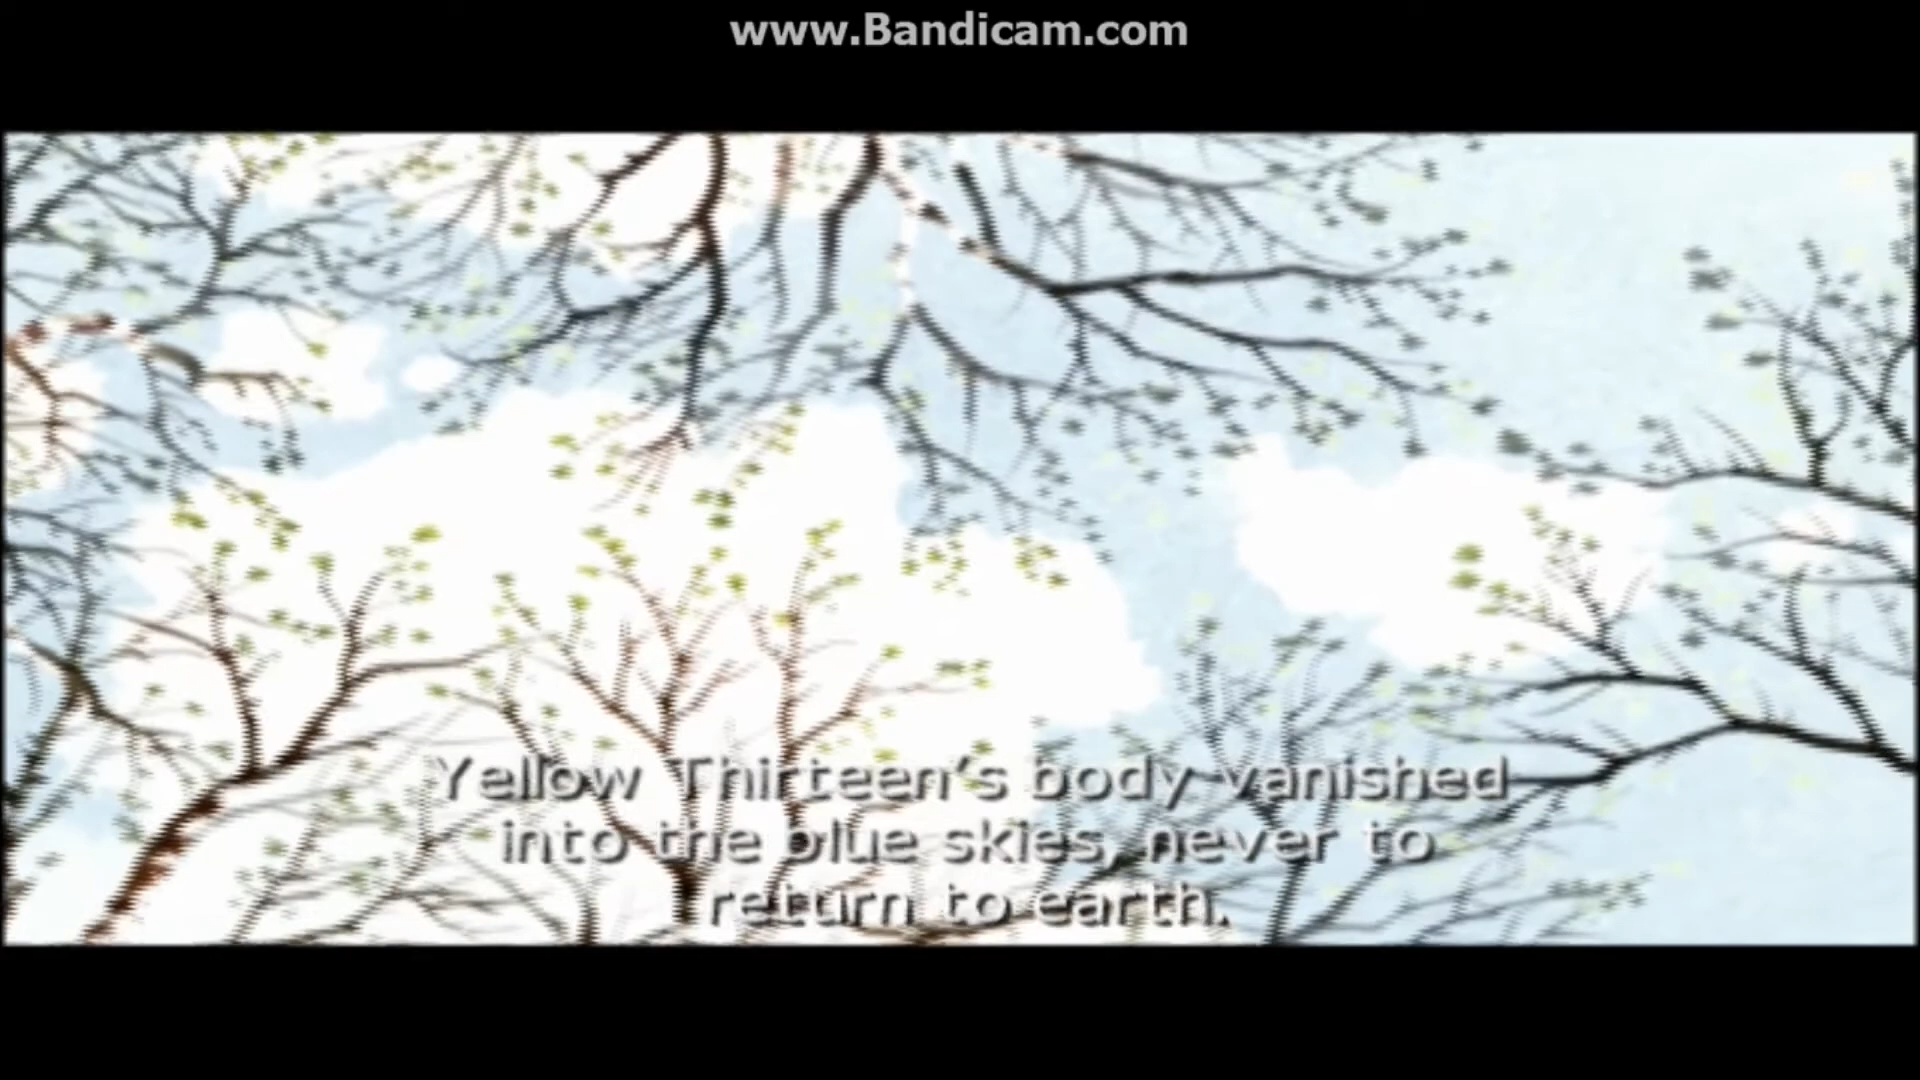 www.Bandicam.com
Yellow Thirteen's body vanished
into the blue skies, never to
return to earth.